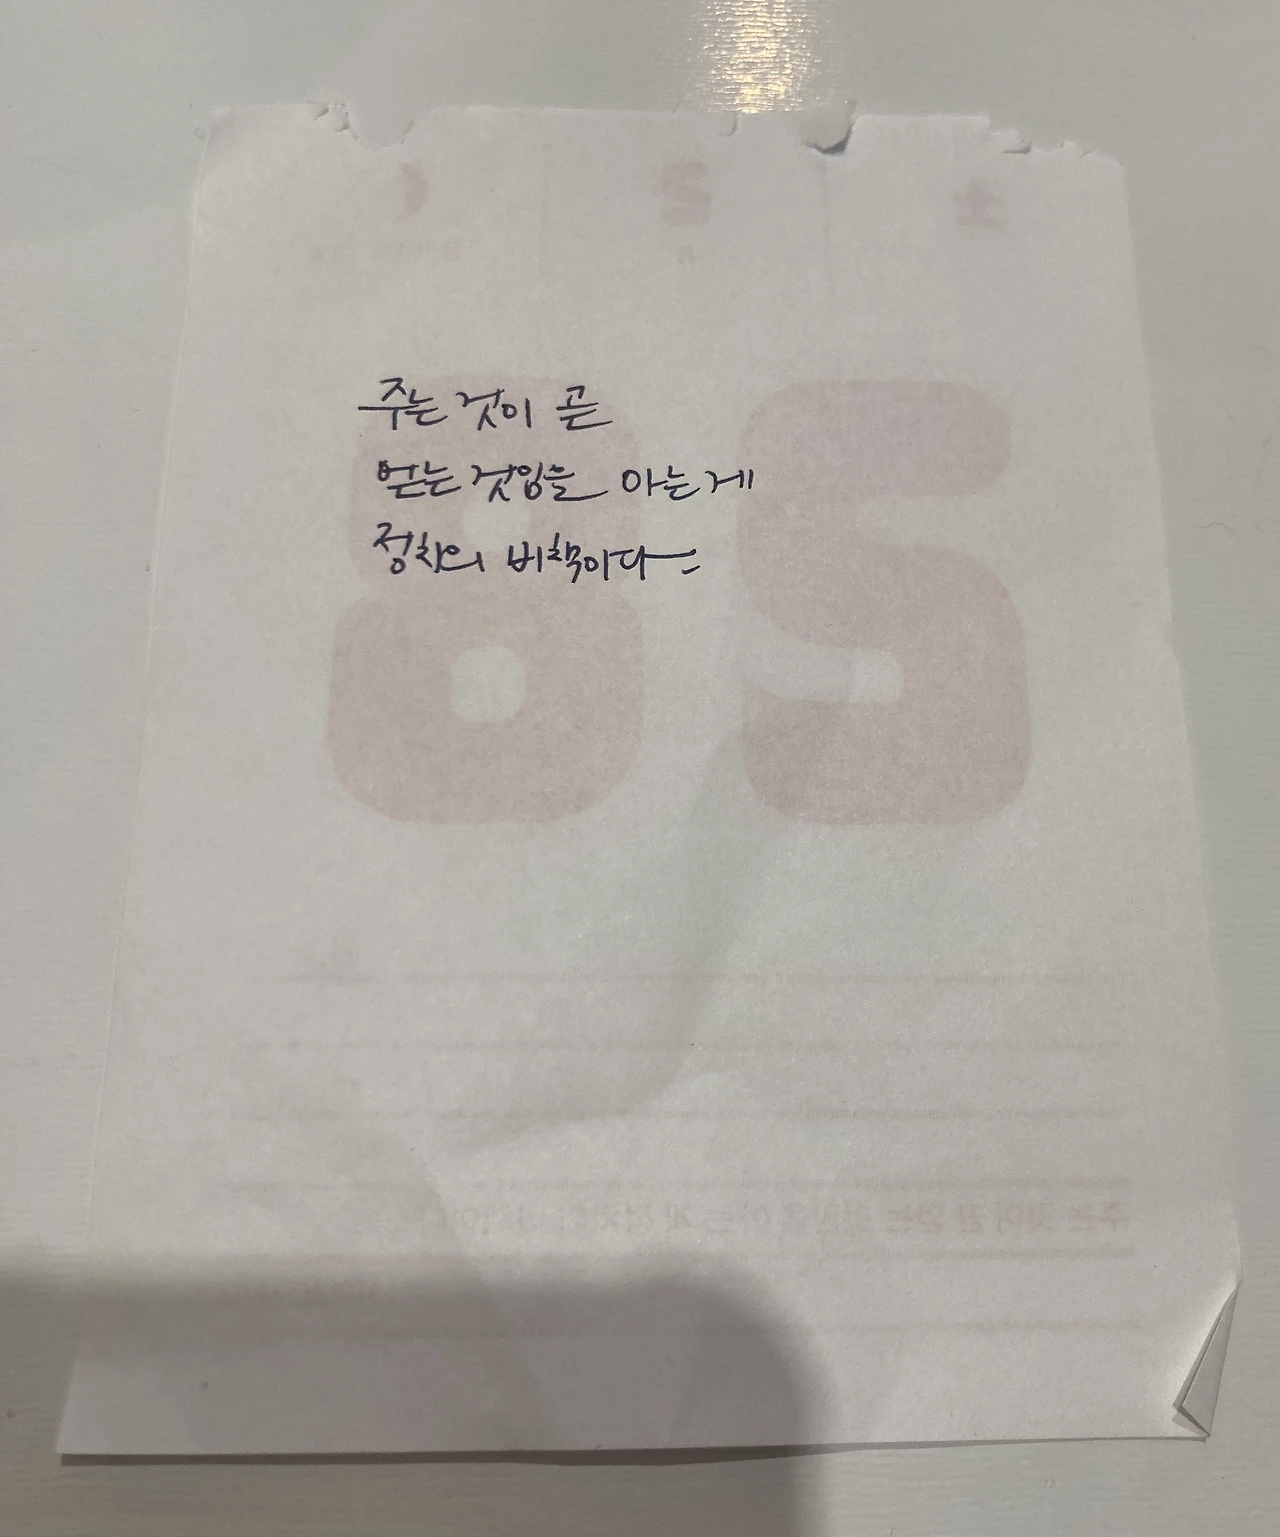 주는 것이 곧
얻는 것임을 아는 게
정치의 비책이다